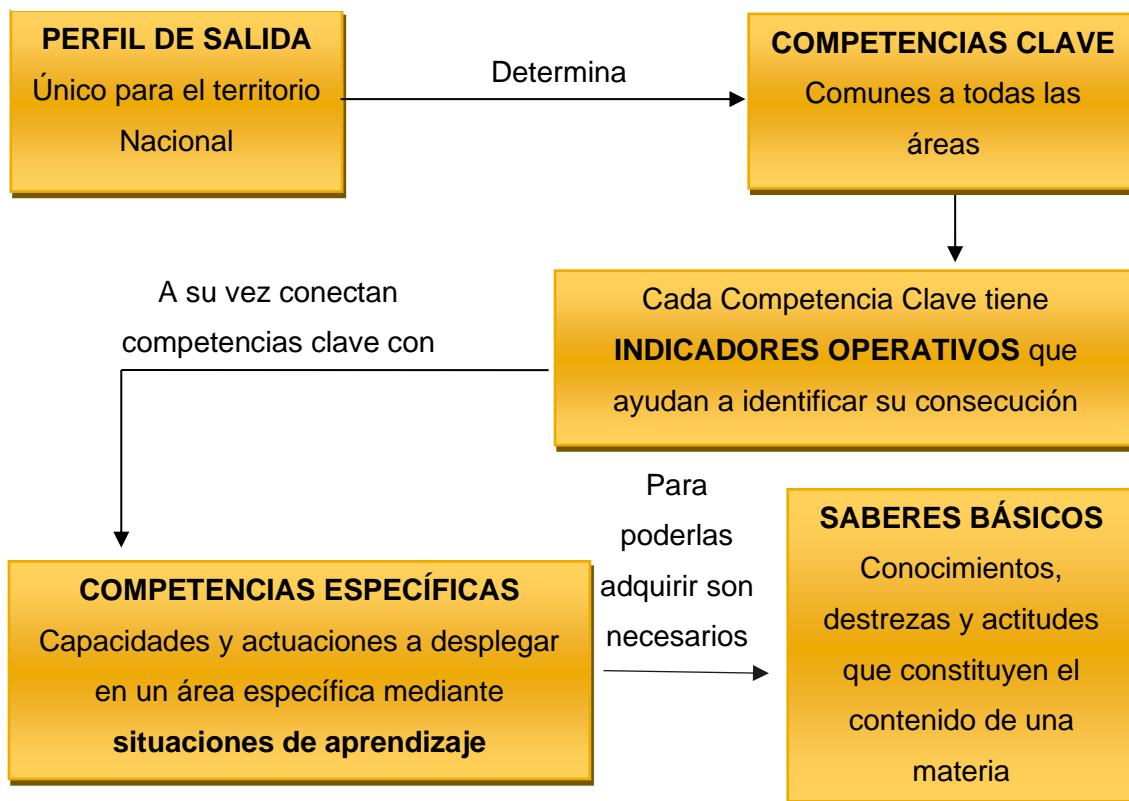 PERFIL DE SALIDA
Único para el territorio
Nacional
Determina
COMPETENCIAS CLAVE
Comunes a todas las
áreas
Cada Competencia Clave tiene
INDICADORES OPERATIVOS que
ayudan a identificar su consecución
A su vez conectan
competencias clave con
COMPETENCIAS ESPECÍFICAS
Capacidades y actuaciones a desplegar
en un área específica mediante
situaciones de aprendizaje
Para
poderlas
adquirir son
necesarios
SABERES BÁSICOS
Conocimientos,
destrezas y actitudes
que constituyen el
contenido de una
materia